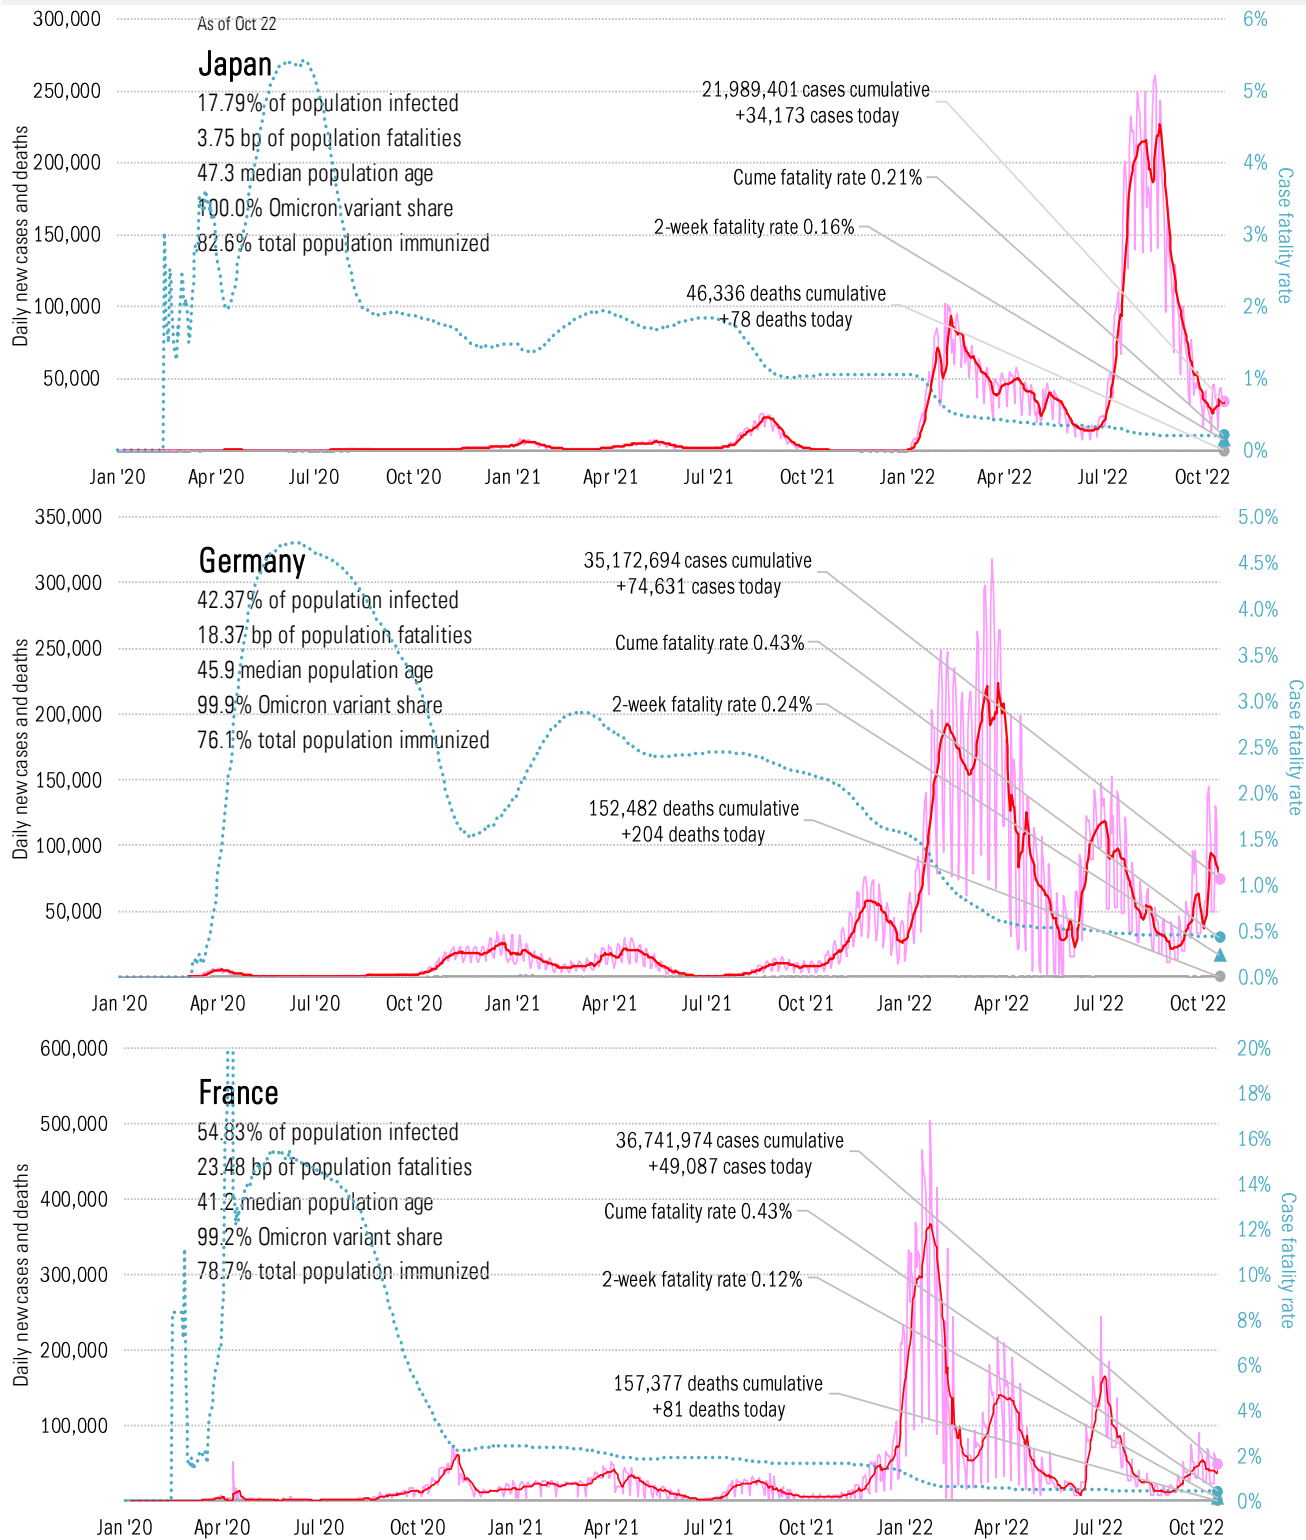 As of Oct 22
Japan
17.79% of population infected
3.75 bp of population fatalities
47.3 median population age
100.0% Omicron variant share
82.6% total population immunized
21,989,401 cases cumulative
+34,173 cases today
Cume fatality rate 0.21%
2-week fatality rate 0.16%
46,336 deaths cumulative
+78 deaths today
Daily new cases and deaths
300,000
250,000
200,000
150,000
100,000
50,000
6%
5%
4%
3%
2%
1%
0%
Case fatality rate
Jan '20 Apr '20 Jul '20 Oct '20 Jan '21 Apr '21 Jul '21 Oct '21 Jan '22 Apr '22 Jul '22 Oct '22
Germany
42.37% of population infected
18.37 bp of population fatalities
45.9 median population age
99.9% Omicron variant share
76.1% total population immunized
35,172,694 cases cumulative
+74,631 cases today
Cume fatality rate 0.43%
2-week fatality rate 0.24%
152,482 deaths cumulative
+204 deaths today
Daily new cases and deaths
350,000
300,000
250,000
200,000
150,000
100,000
50,000
5.0%
4.5%
4.0%
3.5%
3.0%
2.5%
2.0%
1.5%
1.0%
0.5%
0.0%
Case fatality rate
Jan '20 Apr '20 Jul '20 Oct '20 Jan '21 Apr '21 Jul '21 Oct '21 Jan '22 Apr '22 Jul '22 Oct '22
France
54.83% of population infected
23.48 bp of population fatalities
41.2 median population age
99.2% Omicron variant share
78.7% total population immunized
36,741,974 cases cumulative
+49,087 cases today
Cume fatality rate 0.43%
2-week fatality rate 0.12%
157,377 deaths cumulative
+81 deaths today
Daily new cases and deaths
600,000
500,000
400,000
300,000
200,000
100,000
20%
18%
16%
14%
12%
10%
8%
6%
4%
2%
0%
Case fatality rate
Jan '20 Apr '20 Jul '20 Oct '20 Jan '21 Apr '21 Jul '21 Oct '21 Jan '22 Apr '22 Jul '22 Oct '22